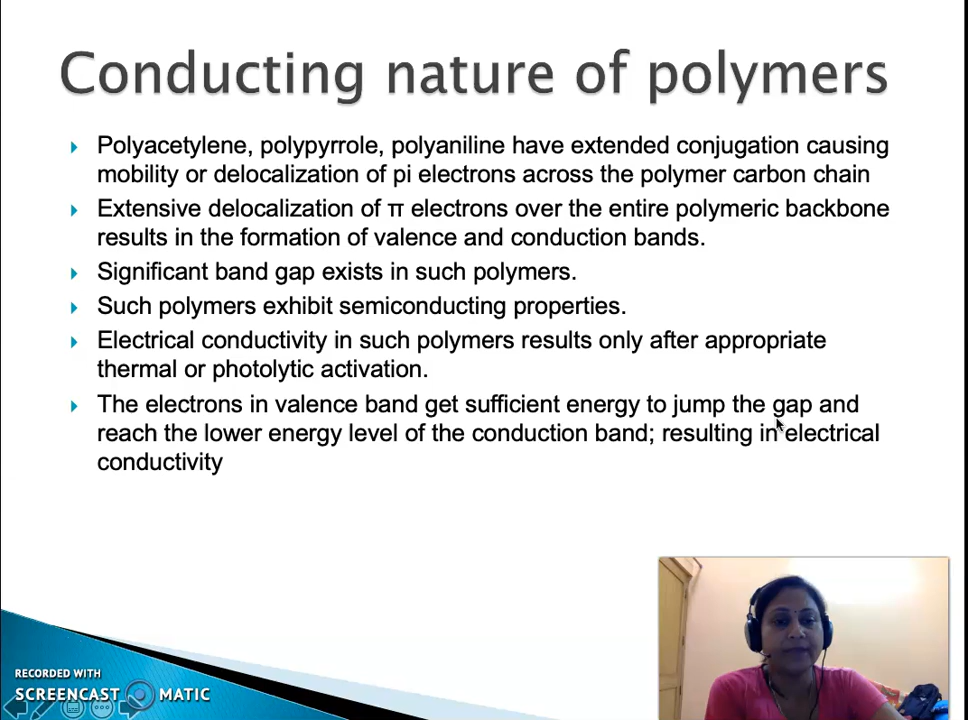 Conducting nature of polymers
Polyacetylene, polypyrrole, polyaniline have extended conjugation causing
mobility or delocalization of pi electrons across the polymer carbon chain
Extensive delocalization of π electrons over the entire polymeric backbone
results in the formation of valence and conduction bands.
Significant band gap exists in such polymers.
Such polymers exhibit semiconducting properties.
Electrical conductivity in such polymers results only after appropriate
thermal or photolytic activation.
The electrons in valence band get sufficient energy to jump the gap and
reach the lower energy level of the conduction band; resulting in electrical
conductivity
RECORDED WITH
SCREENCAST MATIC